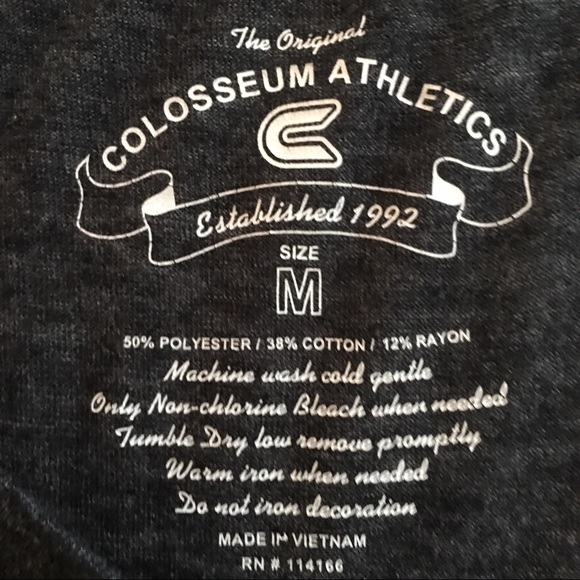 The Original
COLOSSEUM ATHLETICS
Established 1992
SIZE
M
50% POLYESTER / 38% COTTON / 12% RAYON
Machine wash cold gentle
Only Non-chlorine Bleach when needed
Tumble Dry low remove promptly
Warm iron when needed
Do not iron decoration
MADE IN VIETNAM
RN # 114166